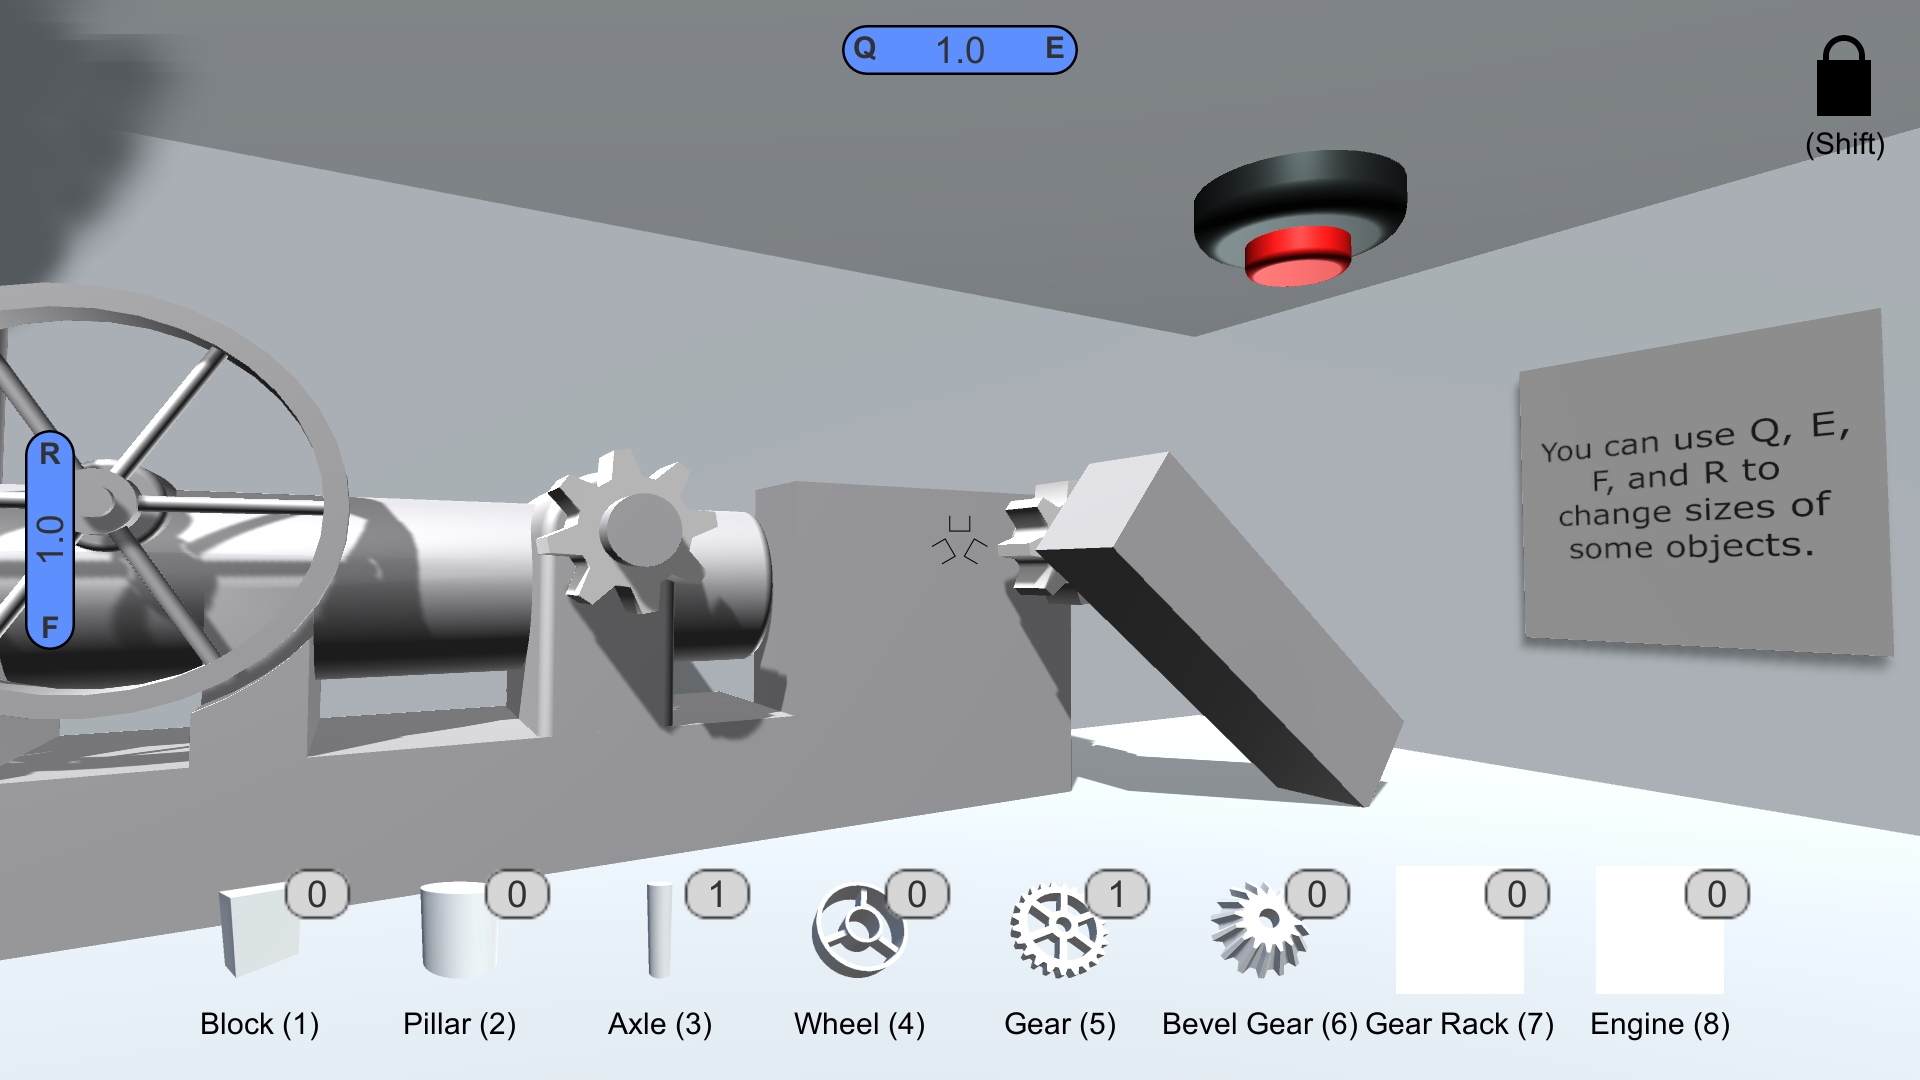 Q 1.0 E
(Shift)
R
1.0
F
You can use Q, E,
F, and R to
change sizes of
some objects.
0 0 1 0 1 0 0 0
Block (1) Pillar (2) Axle (3) Wheel (4) Gear (5) Bevel Gear (6) Gear Rack (7) Engine (8)